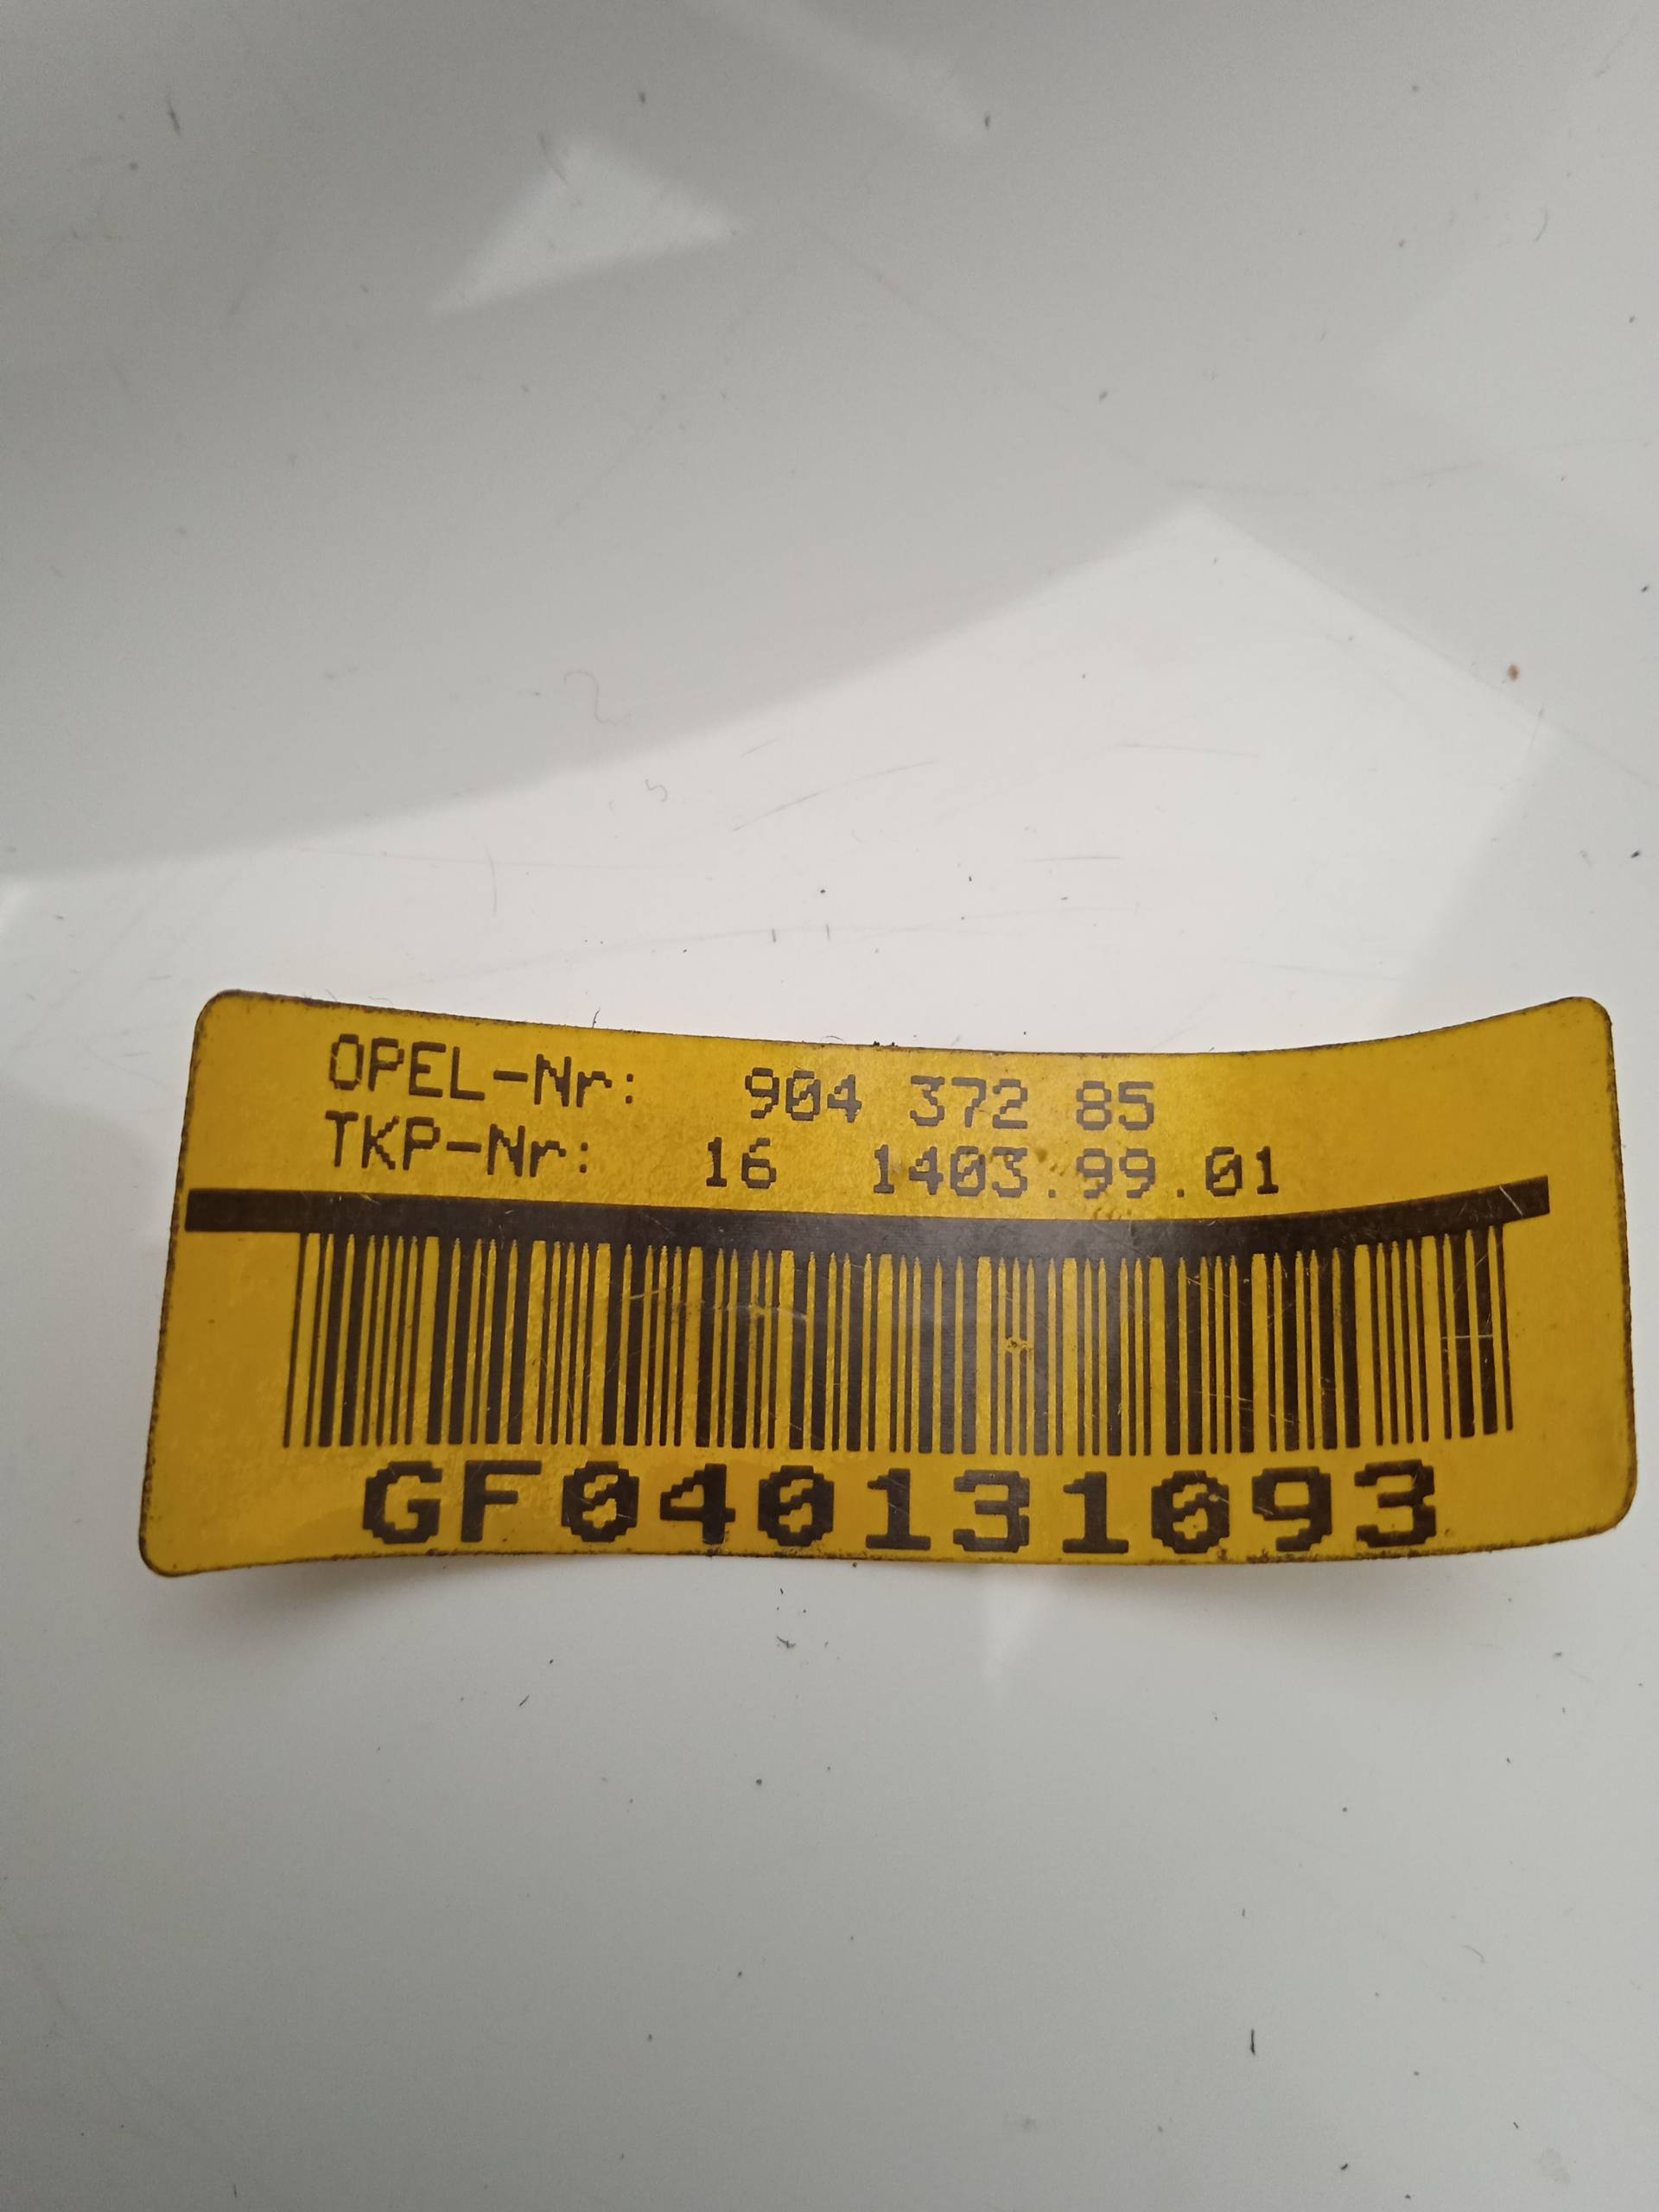 OPEL-Nr: 904 372 85
TKP-Nr: 16 1403.99.01
GF040131093